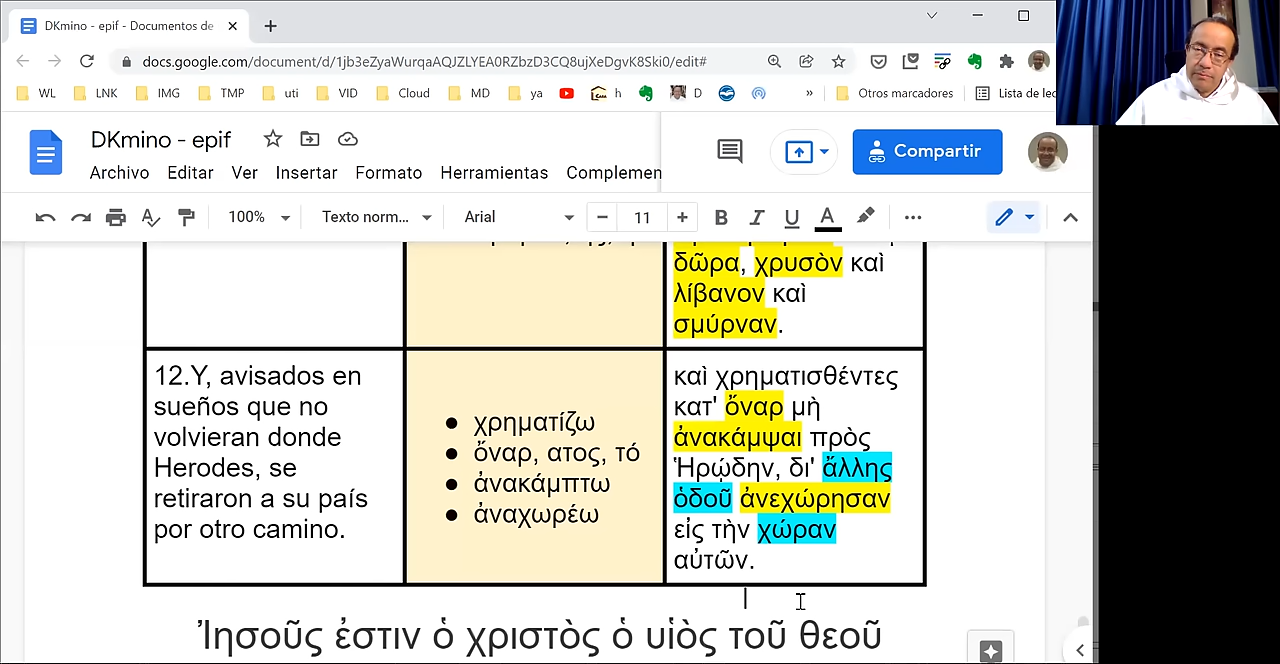 DKmino - epif - Documentos de
docs.google.com/document/d/1jb3eZyaWurqaAQJZLYEA0RZbzD3CQ8ujXeDgvK8Ski0/edit#
WL LNK IMG TMP uti VID Cloud MD ya h D » Otros marcadores Lista de lec
DKmino - epif
Archivo Editar Ver Insertar Formato Herramientas Complemen
Compartir
100% Texto norm... Arial − 11 + B I U A
δῶρα, χρυσὸν καὶ
λίβανον καὶ
σμύρναν.
12.Y, avisados en
sueños que no
volvieran donde
Herodes, se
retiraron a su país
por otro camino.
● χρηματίζω
● ὄναρ, ατος, τό
● ἀνακάμπτω
● ἀναχωρέω
καὶ χρηματισθέντες
κατ' ὄναρ μὴ
ἀνακάμψαι πρὸς
Ἡρῴδην, δι' ἄλλης
ὁδοῦ ἀνεχώρησαν
εἰς τὴν χώραν
αὐτῶν.
Ἰησοῦς ἐστιν ὁ χριστὸς ὁ υἱὸς τοῦ θεοῦ